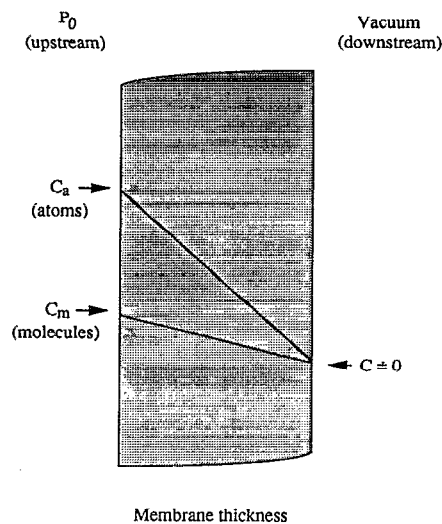 P0
(upstream)
Vacuum
(downstream)
Ca
(atoms)
Cm
(molecules)
C ≐ 0
Membrane thickness